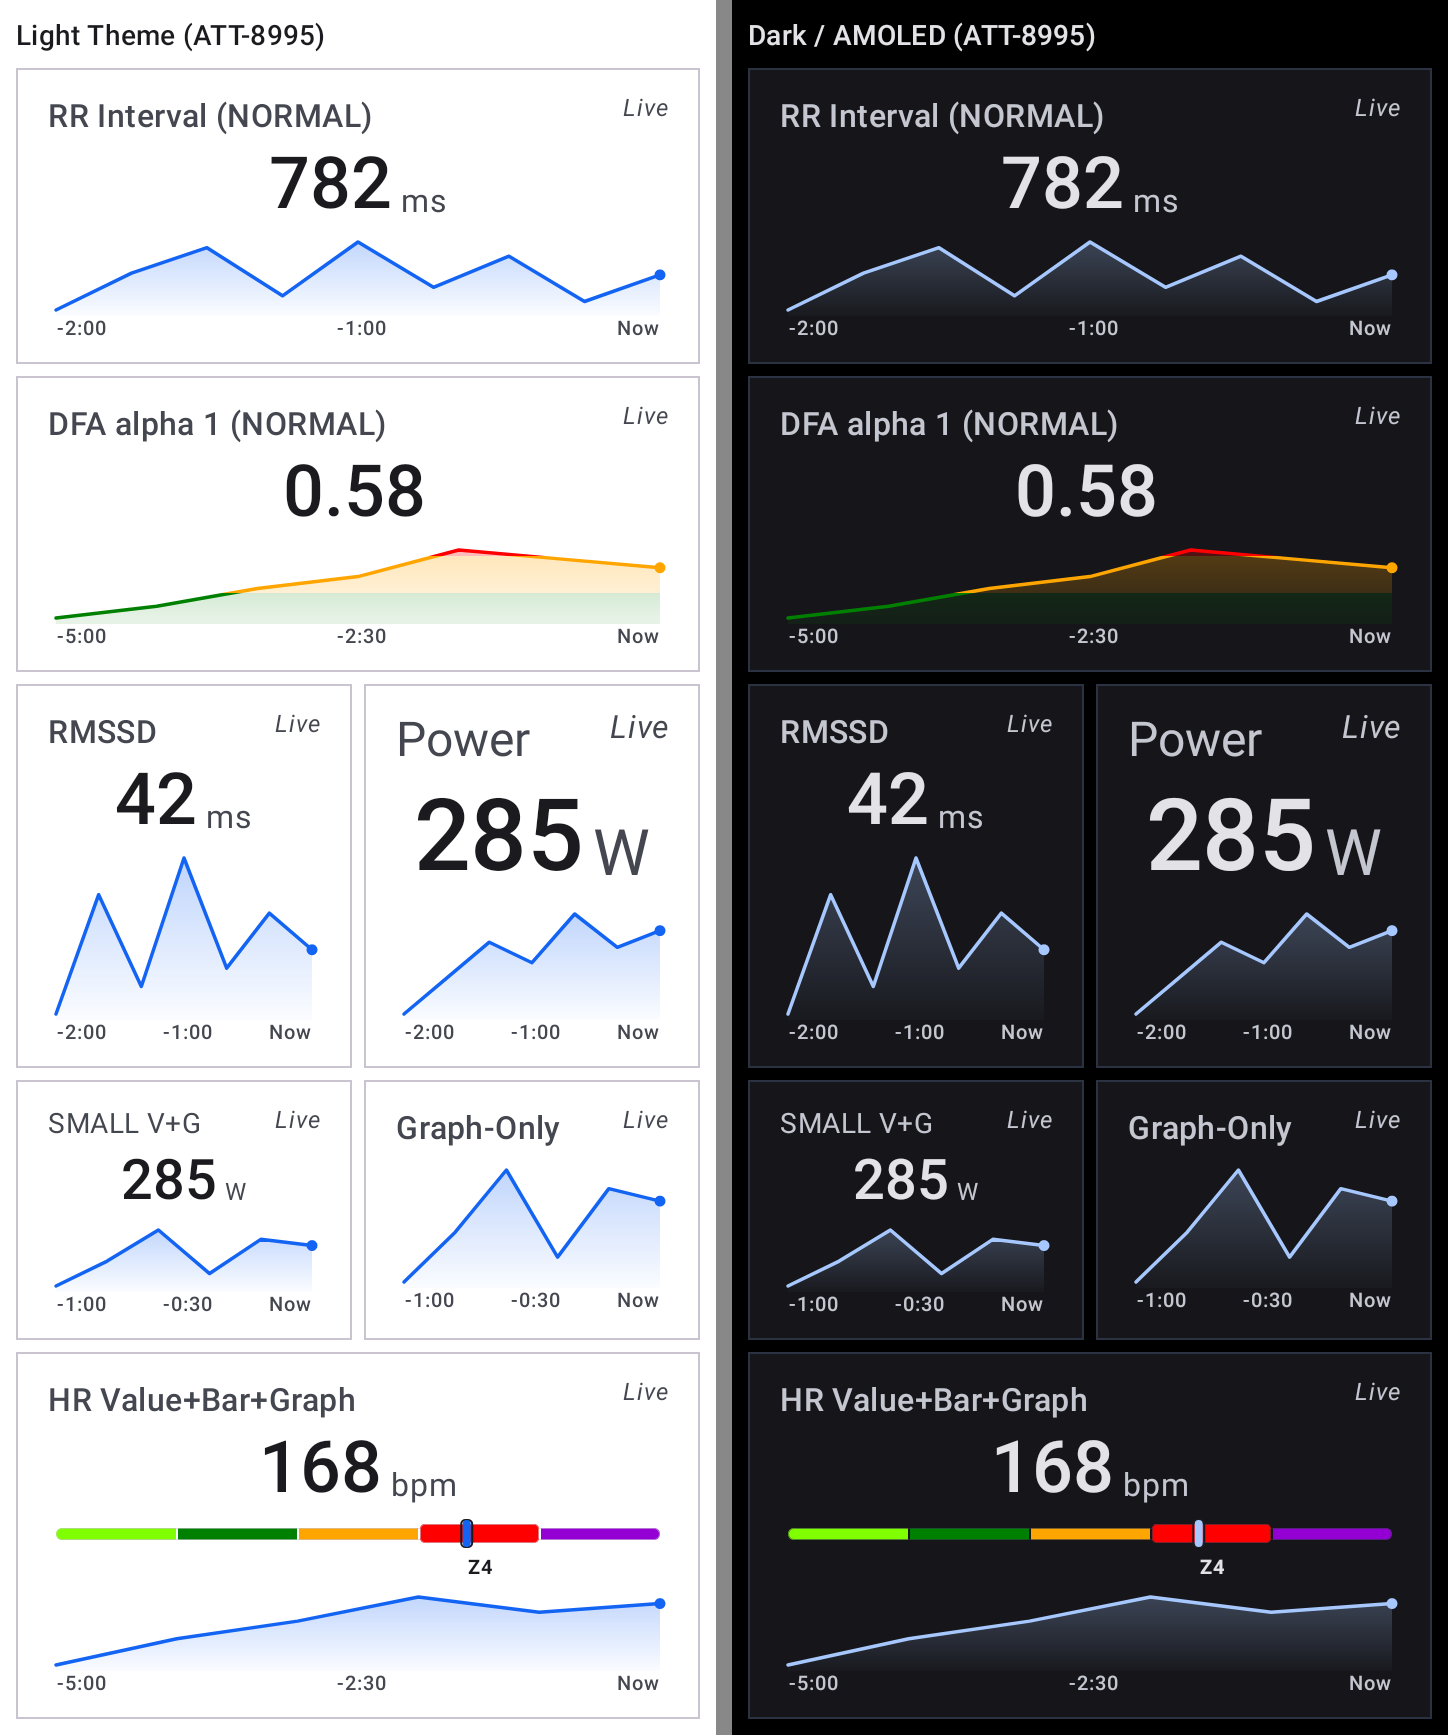 Light Theme (ATT-8995)
RR Interval (NORMAL)
Live
782 ms
-2:00 -1:00 Now
DFA alpha 1 (NORMAL)
Live
0.58
-5:00 -2:30 Now
RMSSD
Live
42 ms
-2:00 -1:00 Now
Power
Live
285 W
-2:00 -1:00 Now
SMALL V+G
Live
285 W
-1:00 -0:30 Now
Graph-Only
Live
-1:00 -0:30 Now
HR Value+Bar+Graph
Live
168 bpm
Z4
-5:00 -2:30 Now
Dark / AMOLED (ATT-8995)
RR Interval (NORMAL)
Live
782 ms
-2:00 -1:00 Now
DFA alpha 1 (NORMAL)
Live
0.58
-5:00 -2:30 Now
RMSSD
Live
42 ms
-2:00 -1:00 Now
Power
Live
285 W
-2:00 -1:00 Now
SMALL V+G
Live
285 W
-1:00 -0:30 Now
Graph-Only
Live
-1:00 -0:30 Now
HR Value+Bar+Graph
Live
168 bpm
Z4
-5:00 -2:30 Now